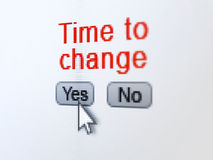 Time to
change
Yes No